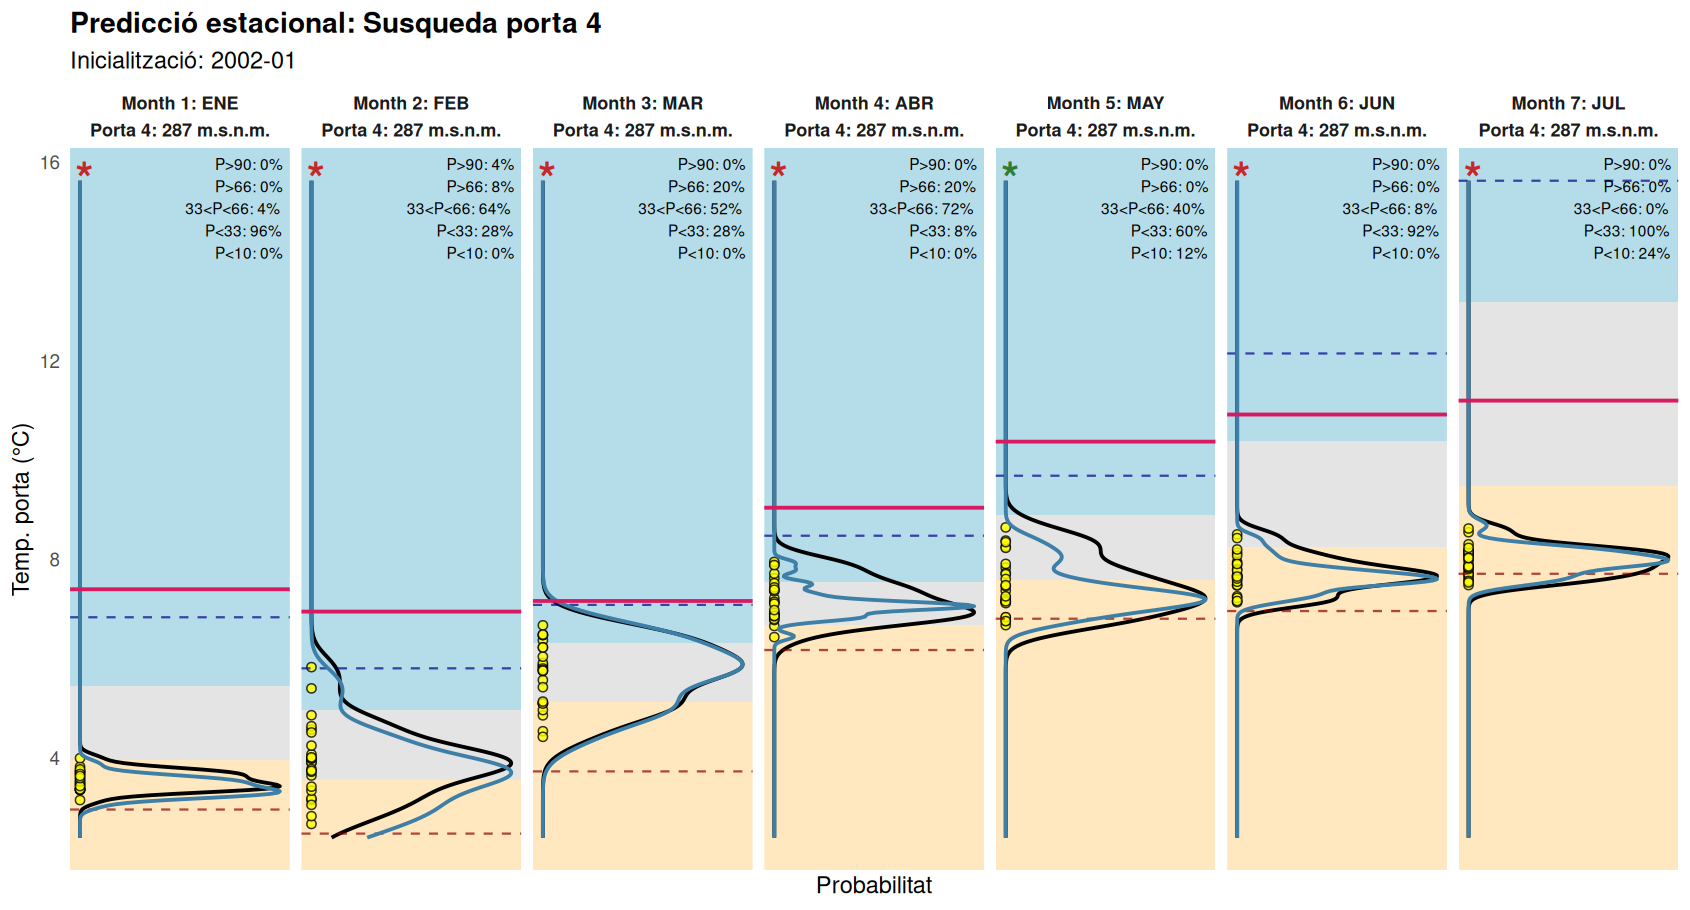 Predicció estacional: Susqueda porta 4
Inicialització: 2002-01
Month 1: ENE
Porta 4: 287 m.s.n.m.
Month 2: FEB
Porta 4: 287 m.s.n.m.
Month 3: MAR
Porta 4: 287 m.s.n.m.
Month 4: ABR
Porta 4: 287 m.s.n.m.
Month 5: MAY
Porta 4: 287 m.s.n.m.
Month 6: JUN
Porta 4: 287 m.s.n.m.
Month 7: JUL
Porta 4: 287 m.s.n.m.
Temp. porta (°C)
16
12
8
4
*
P>90: 0%
P>66: 0%
33<P<66: 4%
P<33: 96%
P<10: 0%
*
P>90: 4%
P>66: 8%
33<P<66: 64%
P<33: 28%
P<10: 0%
*
P>90: 0%
P>66: 20%
33<P<66: 52%
P<33: 28%
P<10: 0%
*
P>90: 0%
P>66: 20%
33<P<66: 72%
P<33: 8%
P<10: 0%
*
P>90: 0%
P>66: 0%
33<P<66: 40%
P<33: 60%
P<10: 12%
*
P>90: 0%
P>66: 0%
33<P<66: 8%
P<33: 92%
P<10: 0%
*
P>90: 0%
P>66: 0%
33<P<66: 0%
P<33: 100%
P<10: 24%
Probabilitat